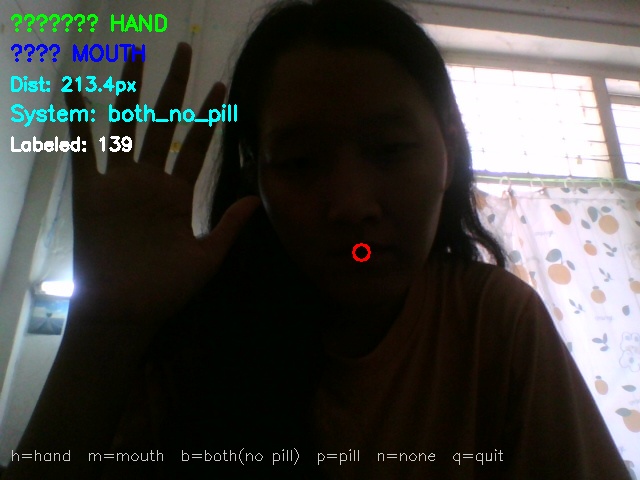 ??????? HAND
???? MOUTH
Dist: 213.4px
System: both_no_pill
Labeled: 139
h=hand m=mouth b=both(no pill) p=pill n=none q=quit